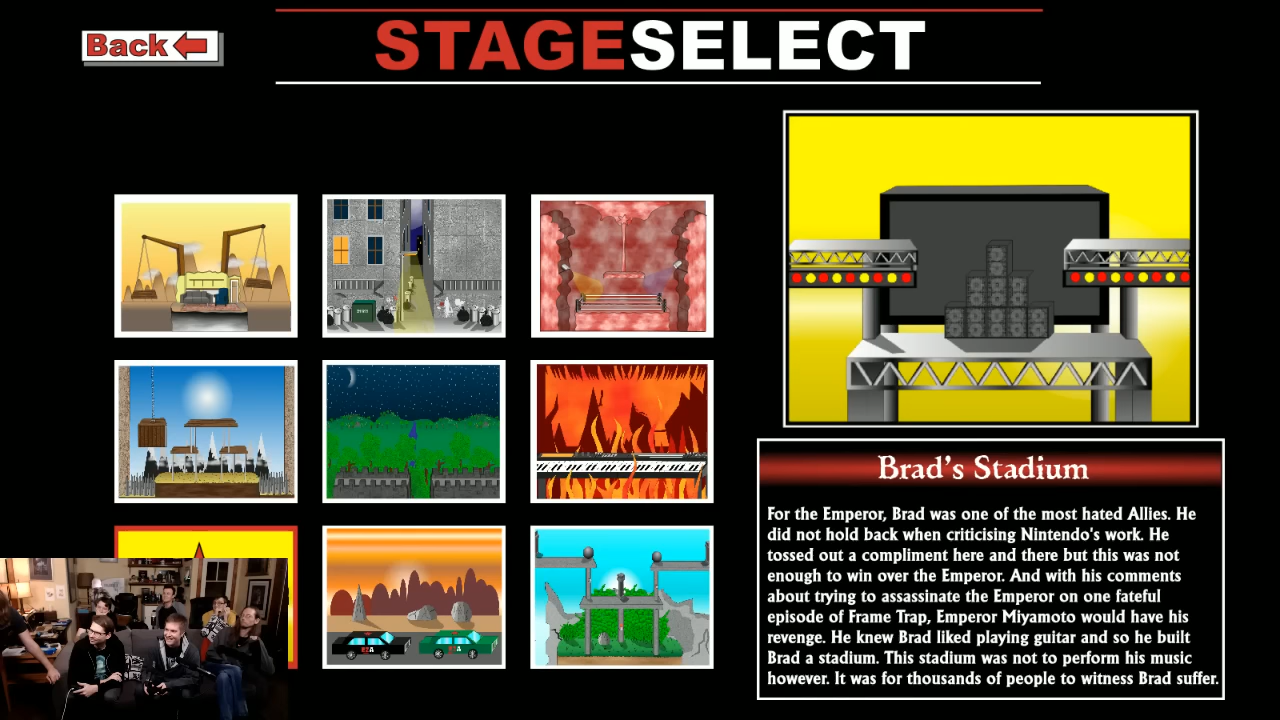 Back
STAGESELECT
Brad's Stadium
For the Emperor, Brad was one of the most hated Allies. He
did not hold back when criticising Nintendo's work. He
tossed out a compliment here and there but this was not
enough to win over the Emperor. And with his comments
about trying to assassinate the Emperor on one fateful
episode of Frame Trap, Emperor Miyamoto would have his
revenge. He knew Brad liked playing guitar and so he built
Brad a stadium. This stadium was not to perform his music
however. It was for thousands of people to witness Brad suffer.